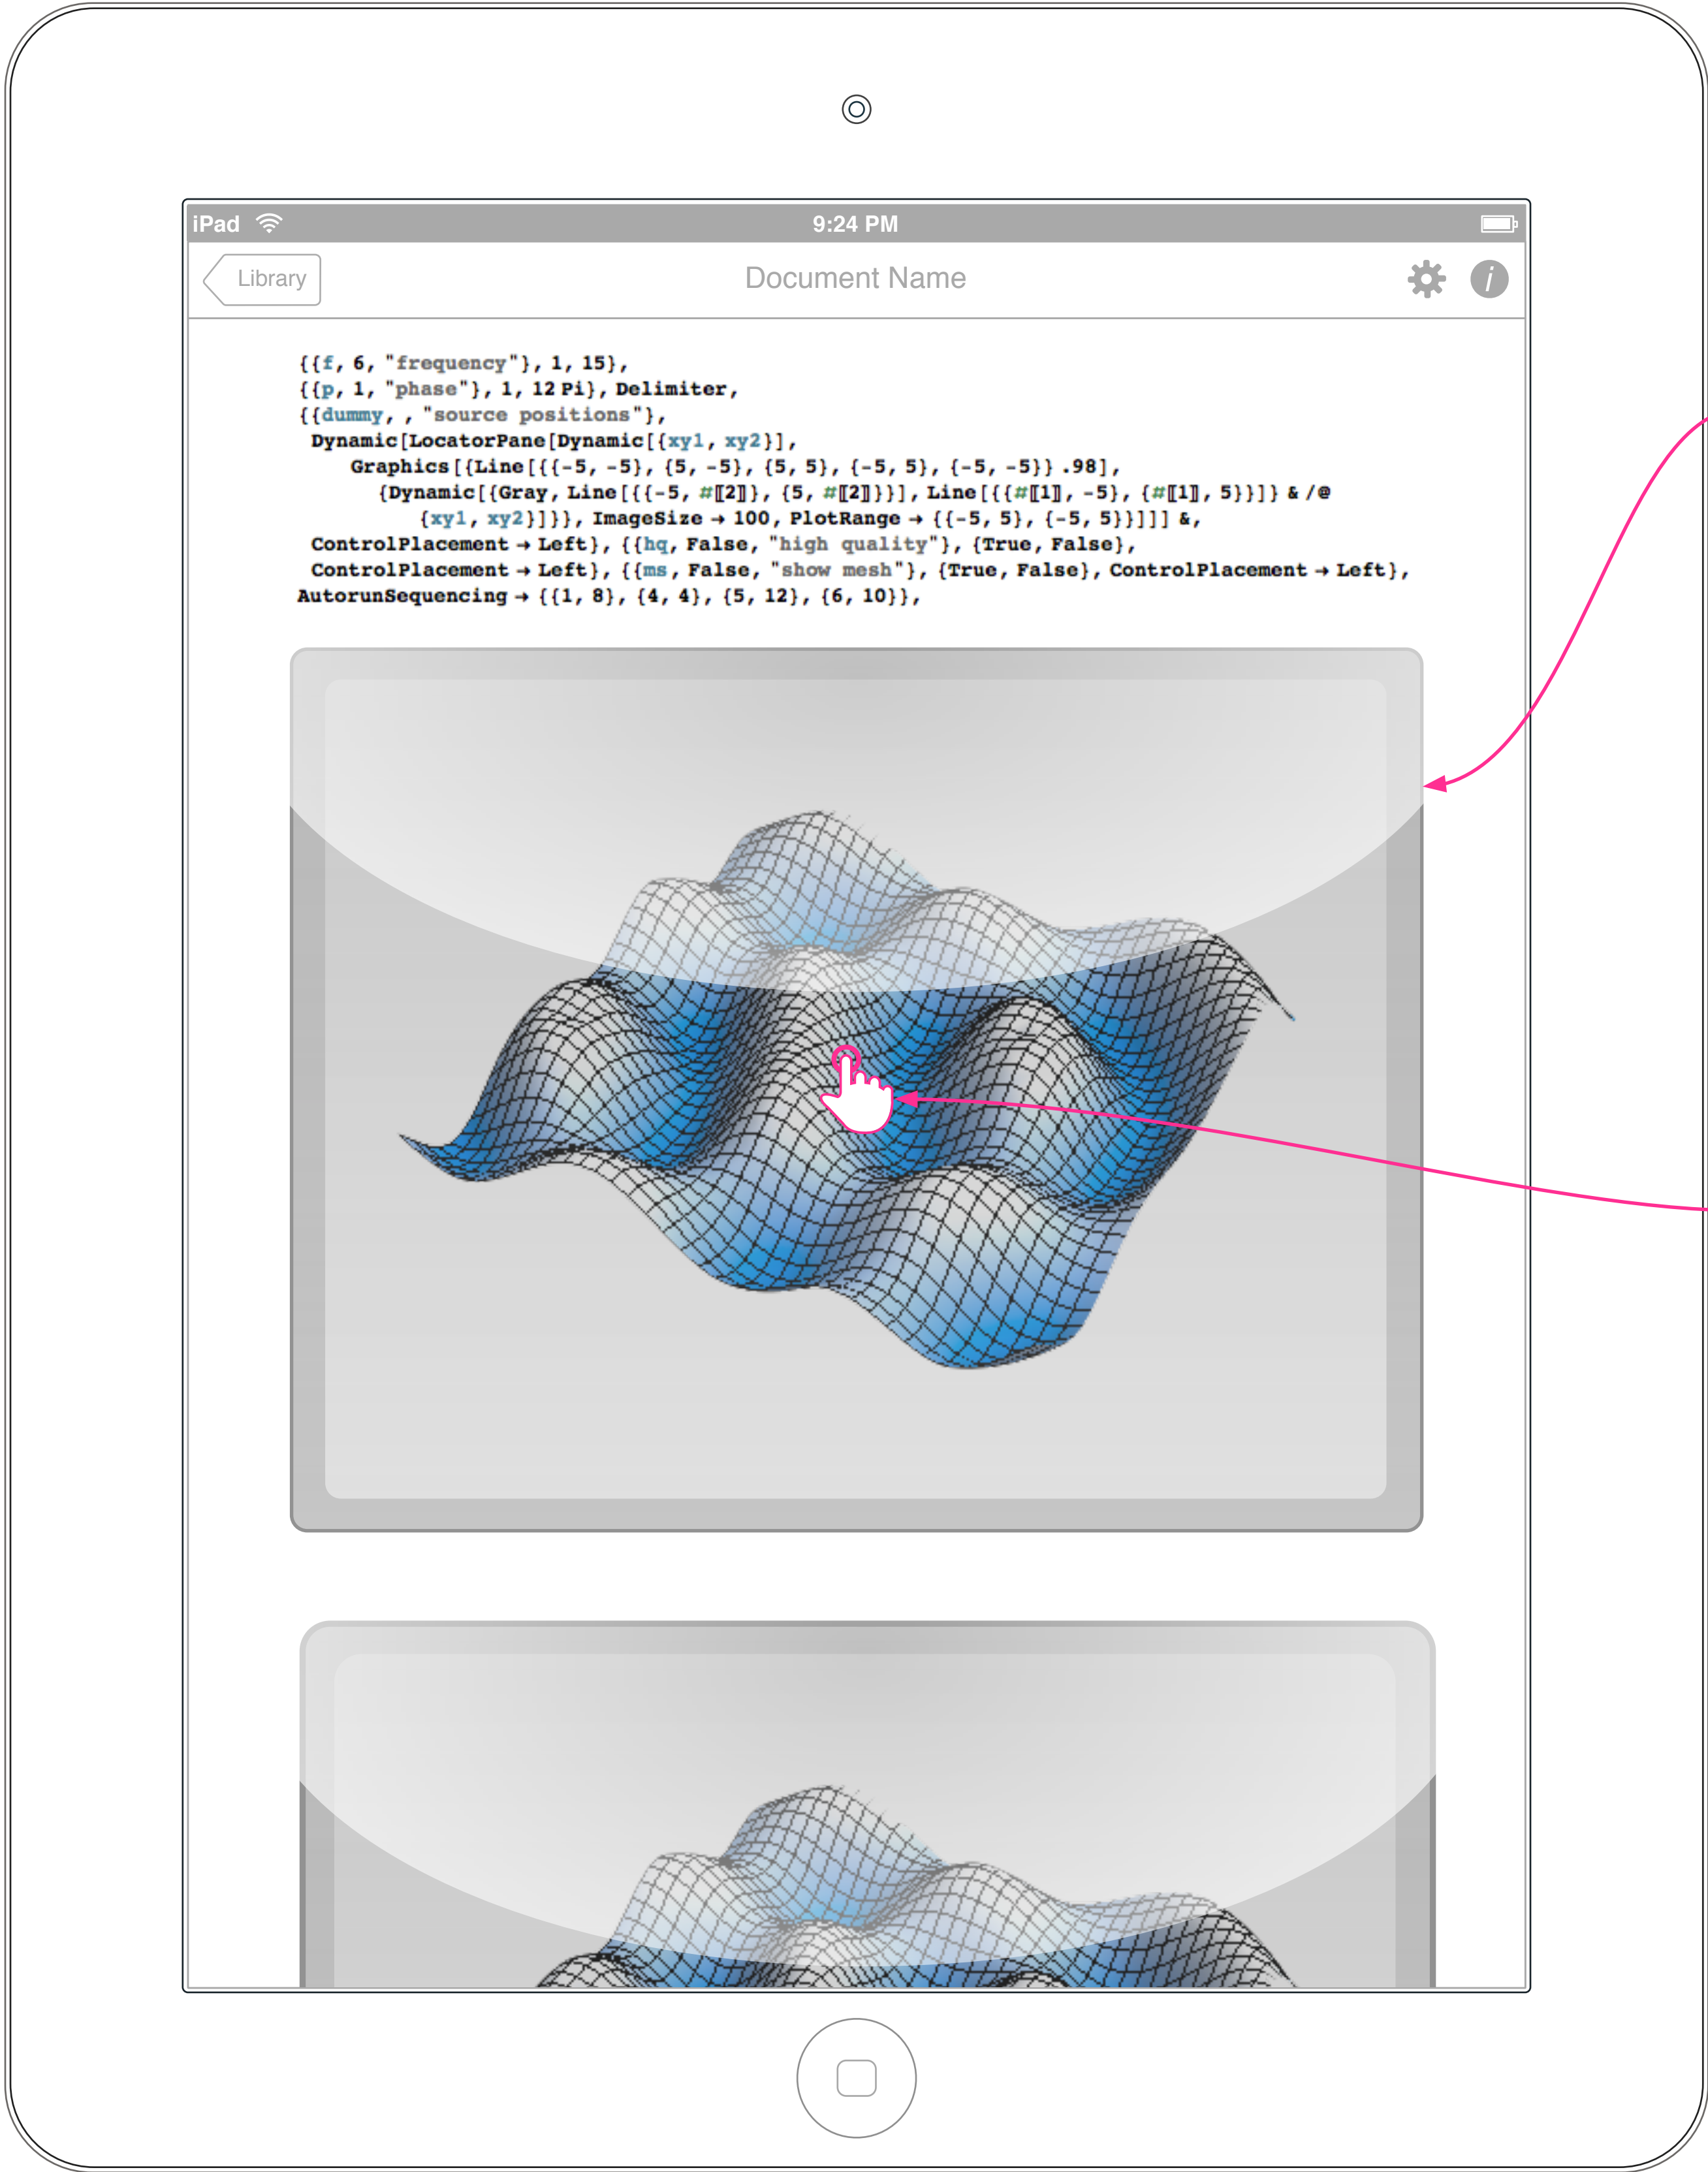 iPad 9:24 PM
Library Document Name i
{{f, 6, "frequency"}, 1, 15},
{{p, 1, "phase"}, 1, 12 Pi}, Delimiter,
{{dummy, , "source positions"},
Dynamic[LocatorPane[Dynamic[{xy1, xy2}],
Graphics[{Line[{{-5, -5}, {5, -5}, {5, 5}, {-5, 5}, {-5, -5}} .98],
{Dynamic[{Gray, Line[{{-5, #⟦2⟧}, {5, #⟦2⟧}}], Line[{{#⟦1⟧, -5}, {#⟦1⟧, 5}}]} & /@
{xy1, xy2}]}}, ImageSize → 100, PlotRange → {{-5, 5}, {-5, 5}}]]] &,
ControlPlacement → Left}, {{hq, False, "high quality"}, {True, False},
ControlPlacement → Left}, {{ms, False, "show mesh"}, {True, False}, ControlPlacement → Left},
AutorunSequencing → {{1, 8}, {4, 4}, {5, 12}, {6, 10}},